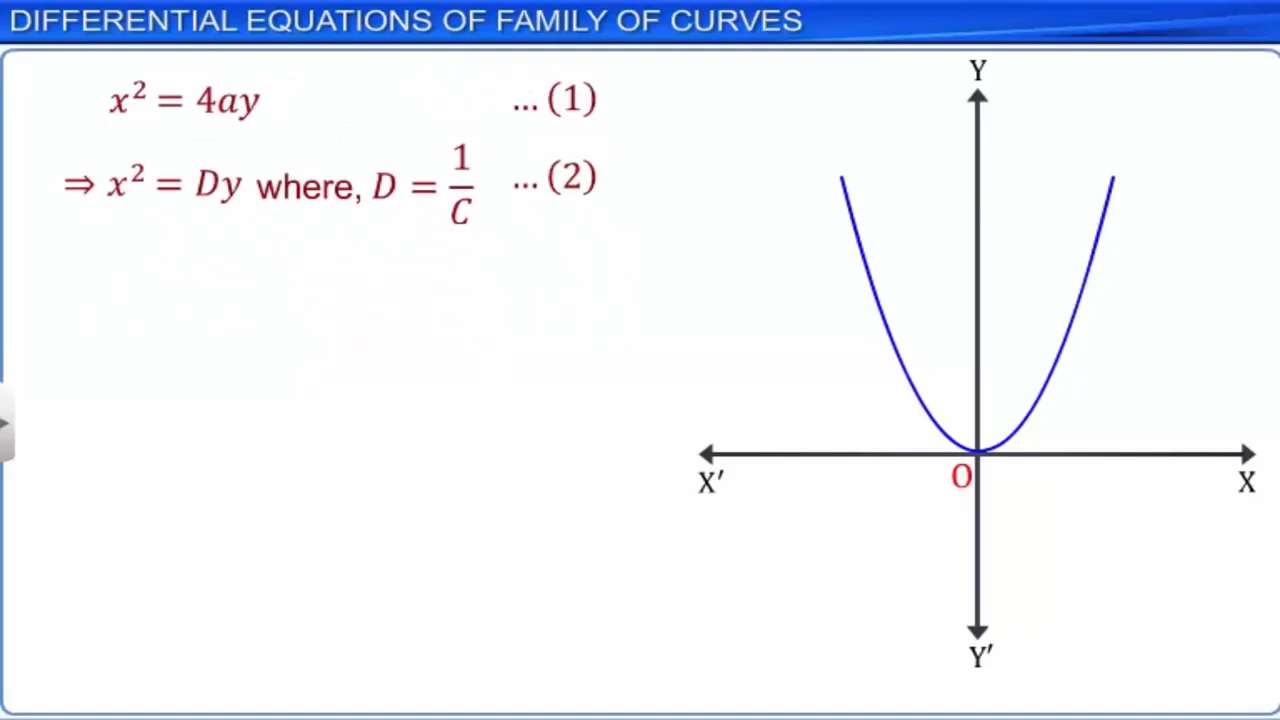 DIFFERENTIAL EQUATIONS OF FAMILY OF CURVES
x² = 4ay ... (1)
⇒ x² = Dy where, D = 1/C ... (2)
Y
X′ O X
Y′